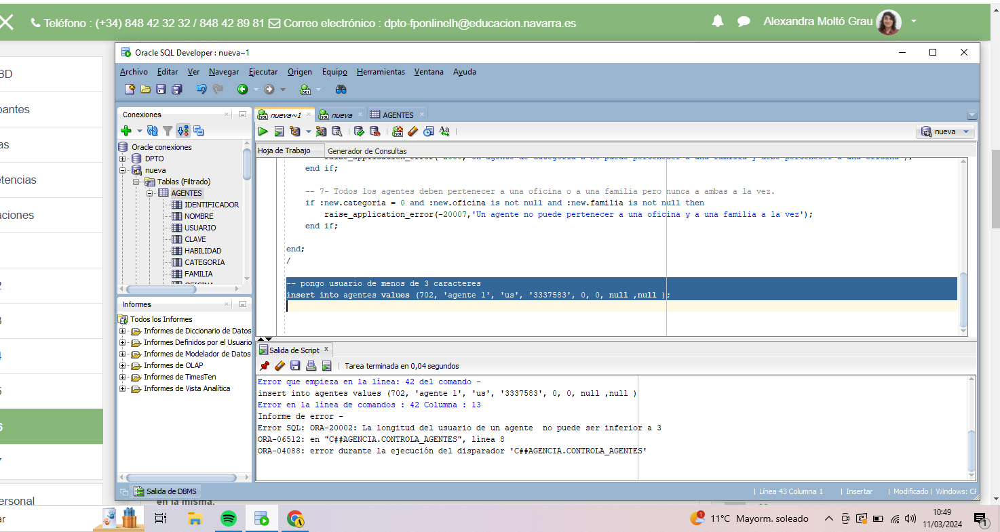 Teléfono : (+34) 848 42 32 32 / 848 42 89 81 Correo electrónico : dpto-fponlinelh@educacion.navarra.es
Alexandra Moltó Grau
BD
pantes
as
etencias
aciones
2
3
4
5
6
7
ersonal
Oracle SQL Developer : nueva~1
Archivo Editar Ver Navegar Ejecutar Origen Equipo Herramientas Ventana Ayuda
Conexiones
Oracle conexiones
DPTO
nueva
Tablas (Filtrado)
AGENTES
IDENTIFICADOR
NOMBRE
USUARIO
CLAVE
HABILIDAD
CATEGORIA
FAMILIA
OFICINA
Informes
Todos los Informes
Informes de Diccionario de Datos
Informes Definidos por el Usuario
Informes de Modelador de Datos
Informes de OLAP
Informes de TimesTen
Informes de Vista Analítica
nueva~1 nueva AGENTES
nueva
Hoja de Trabajo Generador de Consultas
end if;
-- 7- Todos los agentes deben pertenecer a una oficina o a una familia pero nunca a ambas a la vez.
if :new.categoria = 0 and :new.oficina is not null and :new.familia is not null then
raise_application_error(-20007,'Un agente no puede pertenecer a una oficina y a una familia a la vez');
end if;
end;
/
-- pongo usuario de menos de 3 caracteres
insert into agentes values (702, 'agente 1', 'us', '3337583', 0, 0, null ,null );
Salida de Script
Tarea terminada en 0,04 segundos
Error que empieza en la línea: 42 del comando -
insert into agentes values (702, 'agente 1', 'us', '3337583', 0, 0, null ,null )
Error en la línea de comandos : 42 Columna : 13
Informe de error -
Error SQL: ORA-20002: La longitud del usuario de un agente  no puede ser inferior a 3
ORA-06512: en "C##AGENCIA.CONTROLA_AGENTES", línea 8
ORA-04088: error durante la ejecución del disparador 'C##AGENCIA.CONTROLA_AGENTES'
Salida de DBMS
| Línea 43 Columna 1 | Insertar | Modificado | Windows: CR
en la misma.
ar
11°C Mayorm. soleado
10:49
11/03/2024